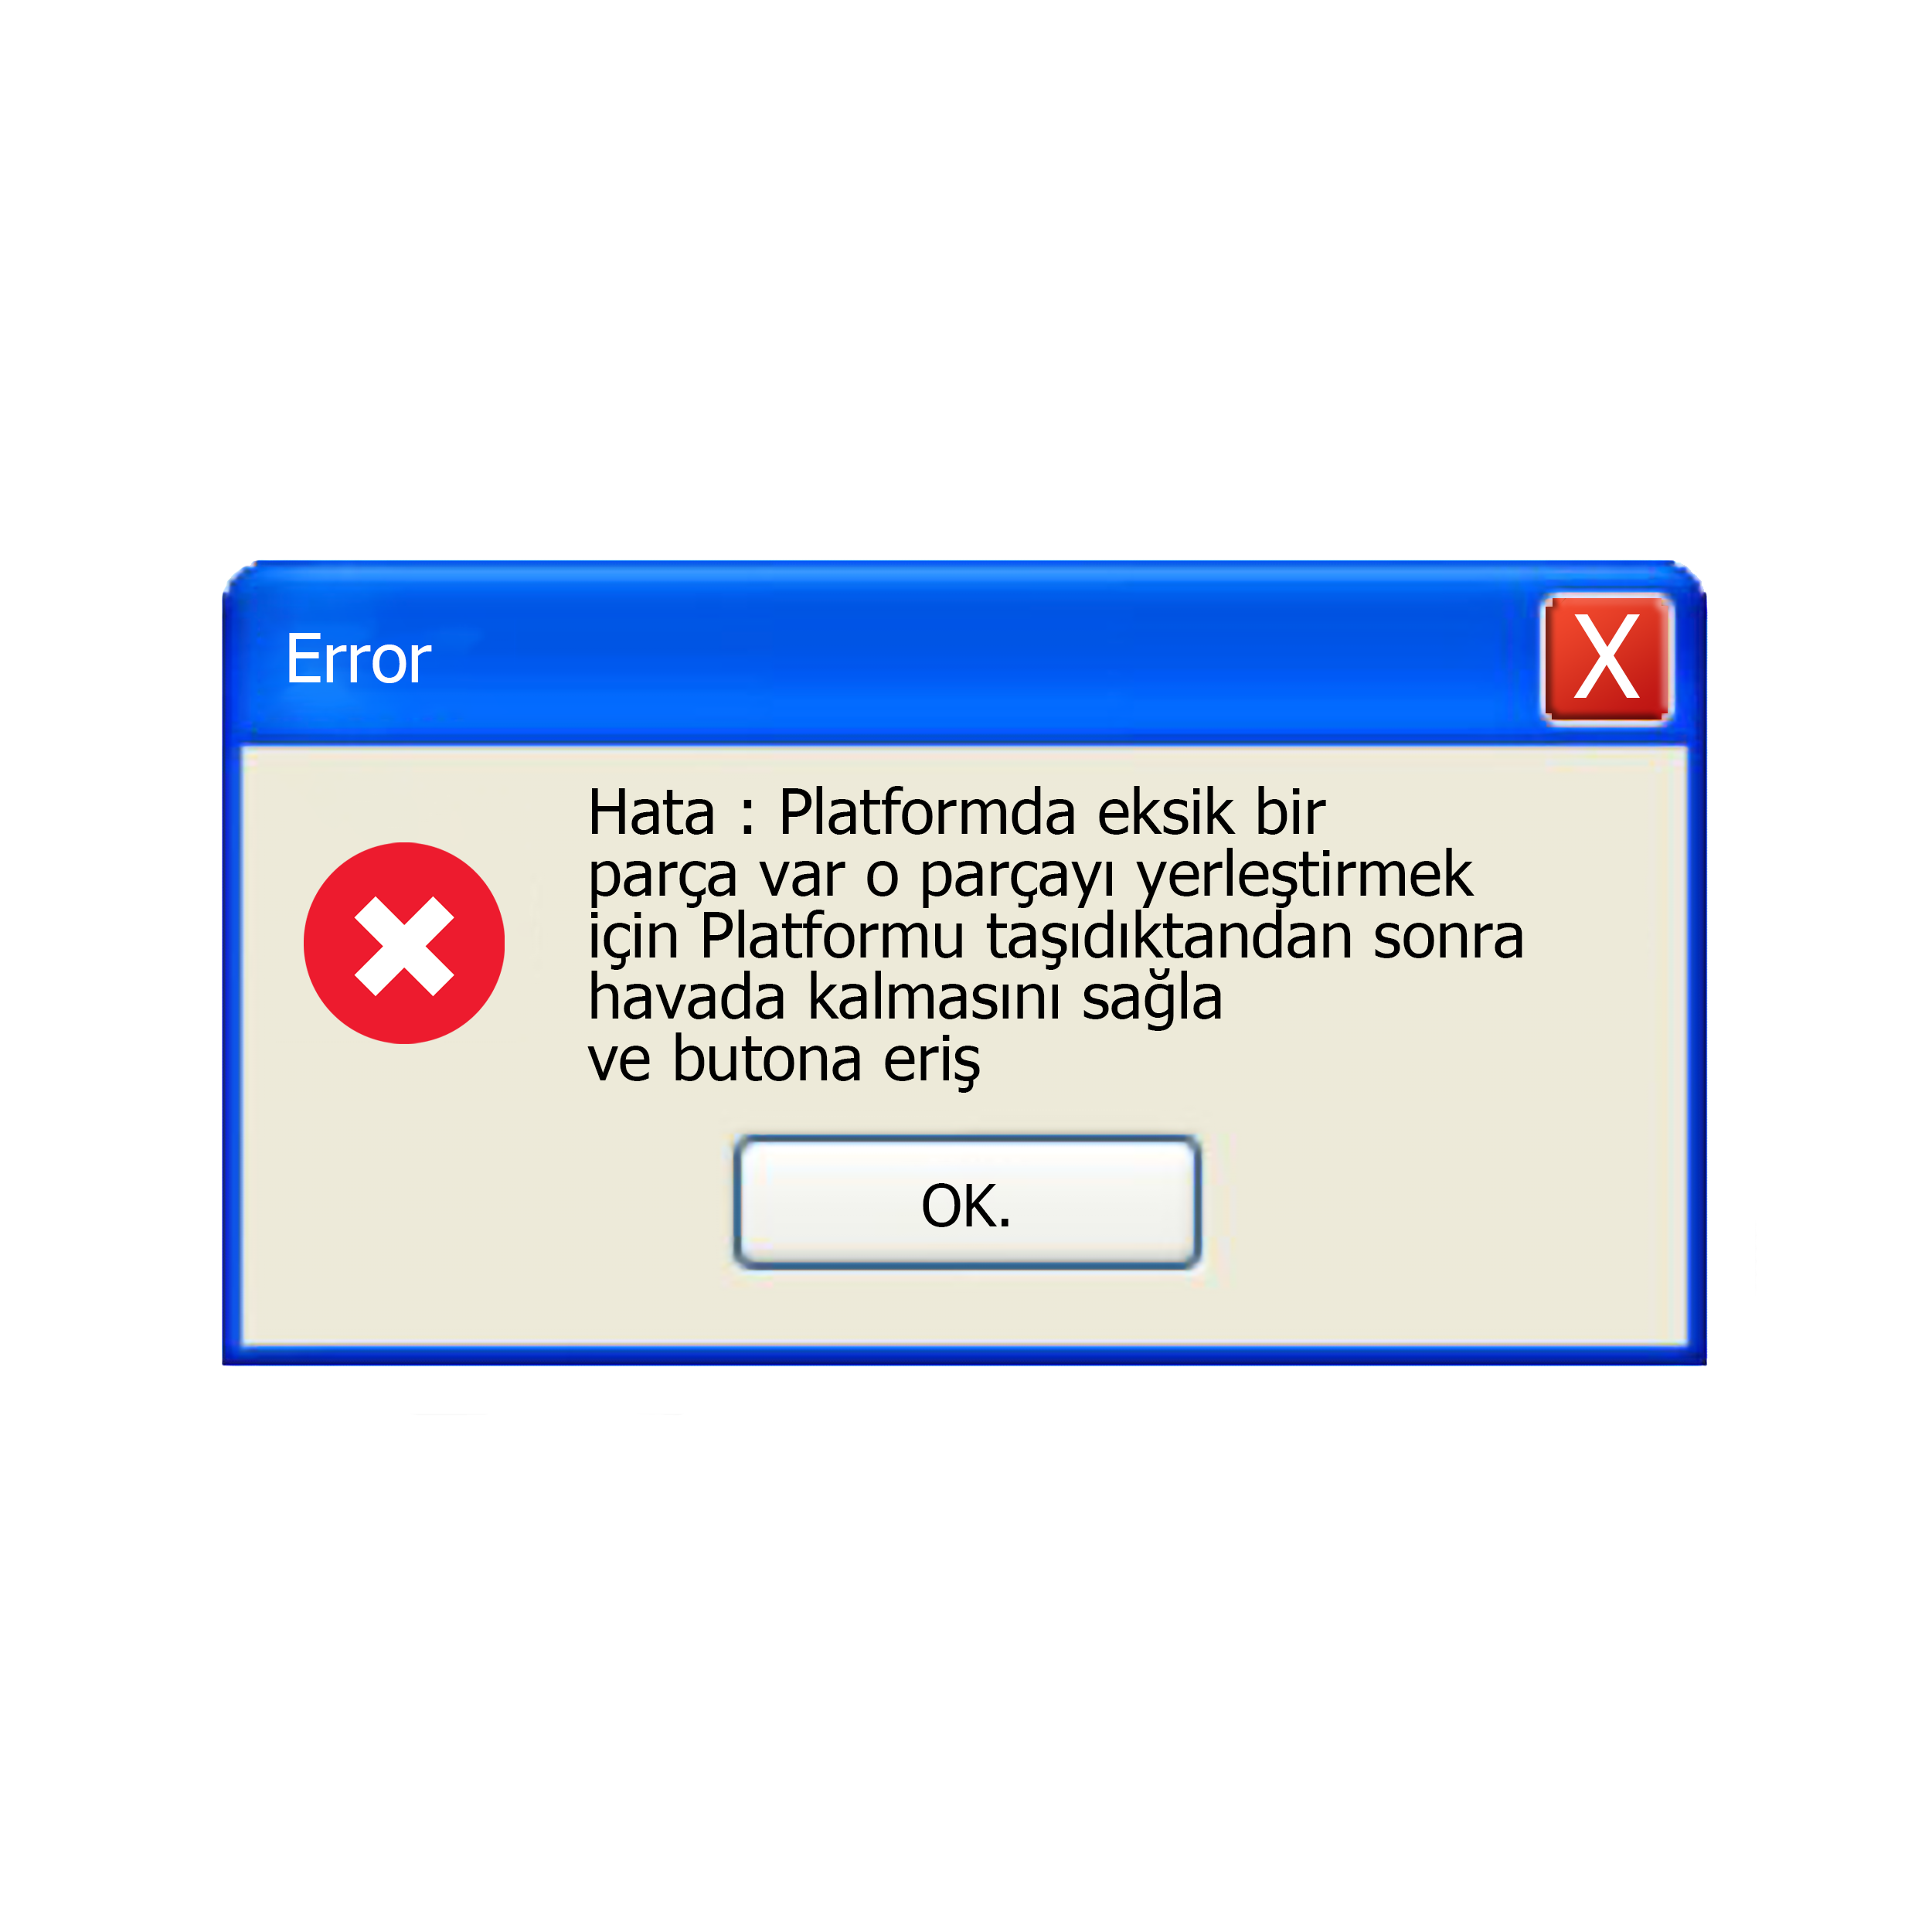 Error
X
Hata : Platformda eksik bir
parça var o parçayı yerleştirmek
için Platformu taşıdıktandan sonra
havada kalmasını sağla
ve butona eriş
OK.